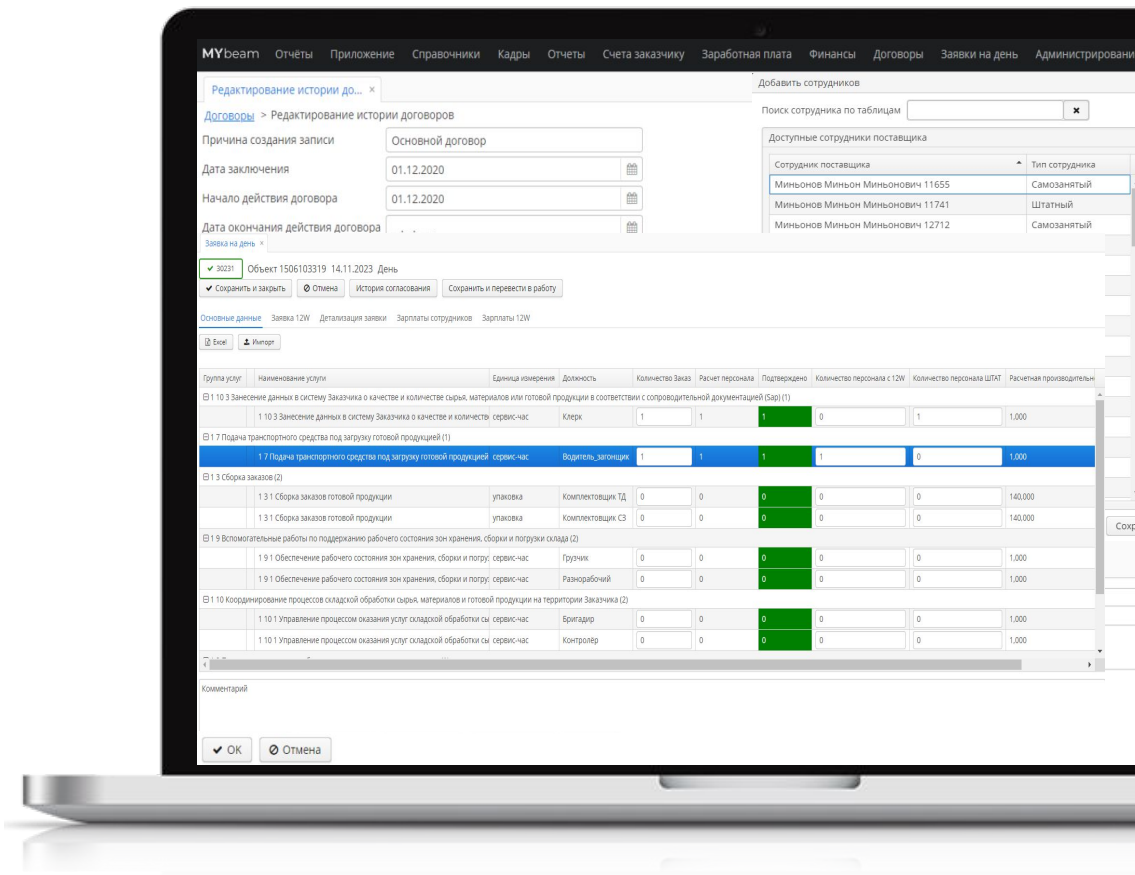 MYbeam Отчёты Приложение Справочники Кадры Отчеты Счета заказчику Заработная плата Финансы Договоры Заявки на день Администрировани
Редактирование истории до... ×
Договоры > Редактирование истории договоров
Причина создания записи Основной договор
Дата заключения 01.12.2020
Начало действия договора 01.12.2020
Дата окончания действия договора
Добавить сотрудников
Поиск сотрудника по таблицам
Доступные сотрудники поставщика
Сотрудник поставщика Тип сотрудника
Миньонов Миньон Миньонович 11655 Самозанятый
Миньонов Миньон Миньонович 11741 Штатный
Миньонов Миньон Миньонович 12712 Самозанятый
Заявка на день ×
30231 Объект 1506103319 14.11.2023 День
Сохранить и закрыть Отмена История согласования Сохранить и перевести в работу
Основные данные Заявка 12W Детализация заявки Зарплаты сотрудников Зарплаты 12W
Excel Импорт
Группа услуг Наименование услуги Единица измерения Должность Количество Заказ Расчет персонала Подтверждено Количество персонала с 12W Количество персонала ШТАТ Расчетная производительн
1 10 3 Занесение данных в систему Заказчика о качестве и количестве сырья, материалов или готовой продукции в соответствии с сопроводительной документацией (Sap) (1)
1 10 3 Занесение данных в систему Заказчика о качестве и количеств сервис-час Клерк 1 1 1 0 1 1,000
1 7 Подача транспортного средства под загрузку готовой продукцией (1)
1 7 Подача транспортного средства под загрузку готовой продукцией сервис-час Водитель_загонщик 1 1 1 1 0 1,000
1 3 Сборка заказов (2)
1 3 1 Сборка заказов готовой продукции упаковка Комплектовщик ТД 0 0 0 0 0 140,000
1 3 1 Сборка заказов готовой продукции упаковка Комплектовщик СЗ 0 0 0 0 0 140,000
1 9 Вспомогательные работы по поддержанию рабочего состояния зон хранения, сборки и погрузки склада (2)
1 9 1 Обеспечение рабочего состояния зон хранения, сборки и погру: сервис-час Грузчик 0 0 0 0 0 1,000
1 9 1 Обеспечение рабочего состояния зон хранения, сборки и погру: сервис-час Разнорабочий 0 0 0 0 0 1,000
1 10 Координирование процессов складской обработки сырья, материалов и готовой продукции на территории Заказчика (2)
1 10 1 Управление процессом оказания услуг складской обработки сы сервис-час Бригадир 0 0 0 0 0 1,000
1 10 1 Управление процессом оказания услуг складской обработки сы сервис-час Контролёр 0 0 0 0 0 1,000
Сохр
Комментарий
ОК Отмена